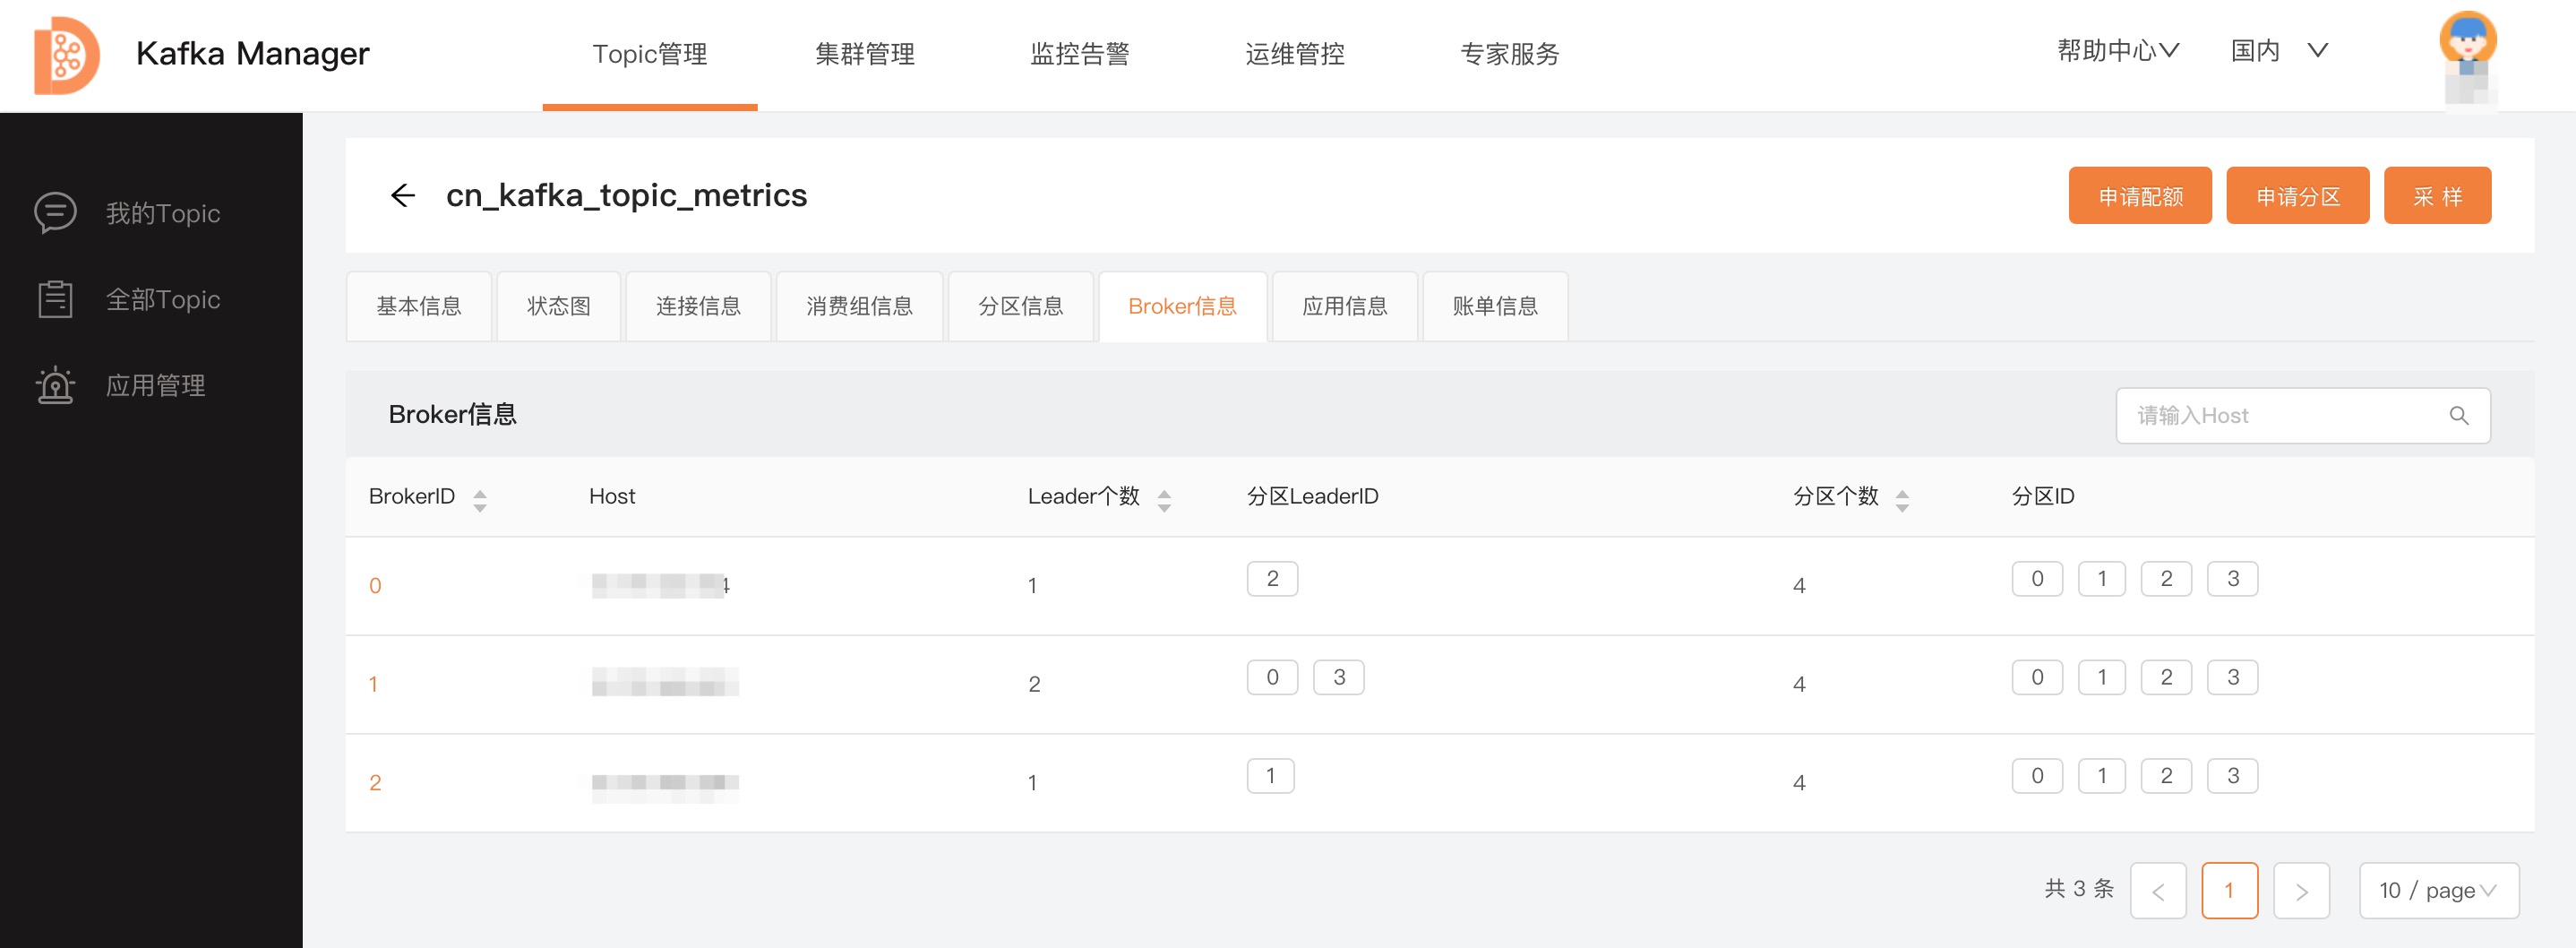 Kafka Manager Topic管理 集群管理 监控告警 运维管控 专家服务 帮助中心 国内
我的Topic
全部Topic
应用管理
cn_kafka_topic_metrics 申请配额 申请分区 采 样
基本信息 状态图 连接信息 消费组信息 分区信息 Broker信息 应用信息 账单信息
Broker信息 请输入Host
BrokerID Host Leader个数 分区LeaderID 分区个数 分区ID
0 1 2 4 0 1 2 3
1 2 0 3 4 0 1 2 3
2 1 1 4 0 1 2 3
共 3 条 < 1 > 10 / page